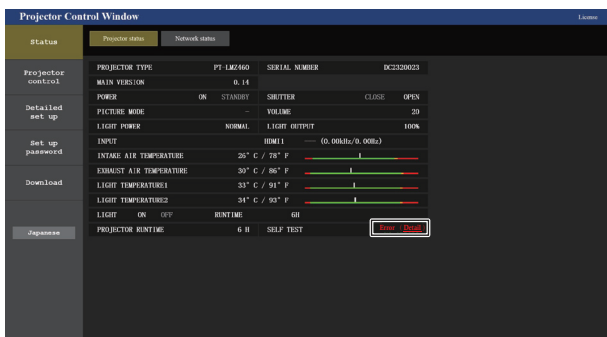 Projector Control Window
License
Status
Projector status
Network status
Projector control
Detailed set up
Set up password
Download
Japanese
PROJECTOR TYPE PT-LMZ460 SERIAL NUMBER DC2320023
MAIN VERSION 0.14
POWER ON STANDBY SHUTTER CLOSE OPEN
PICTURE MODE - VOLUME 20
LIGHT POWER NORMAL LIGHT OUTPUT 100%
INPUT HDMI1 ── (0.00kHz/0.00Hz)
INTAKE AIR TEMPERATURE 26° C / 78° F
EXHAUST AIR TEMPERATURE 30° C / 86° F
LIGHT TEMPERATURE1 33° C / 91° F
LIGHT TEMPERATURE2 34° C / 93° F
LIGHT ON OFF RUNTIME 6H
PROJECTOR RUNTIME 6 H SELF TEST Error (Detail)